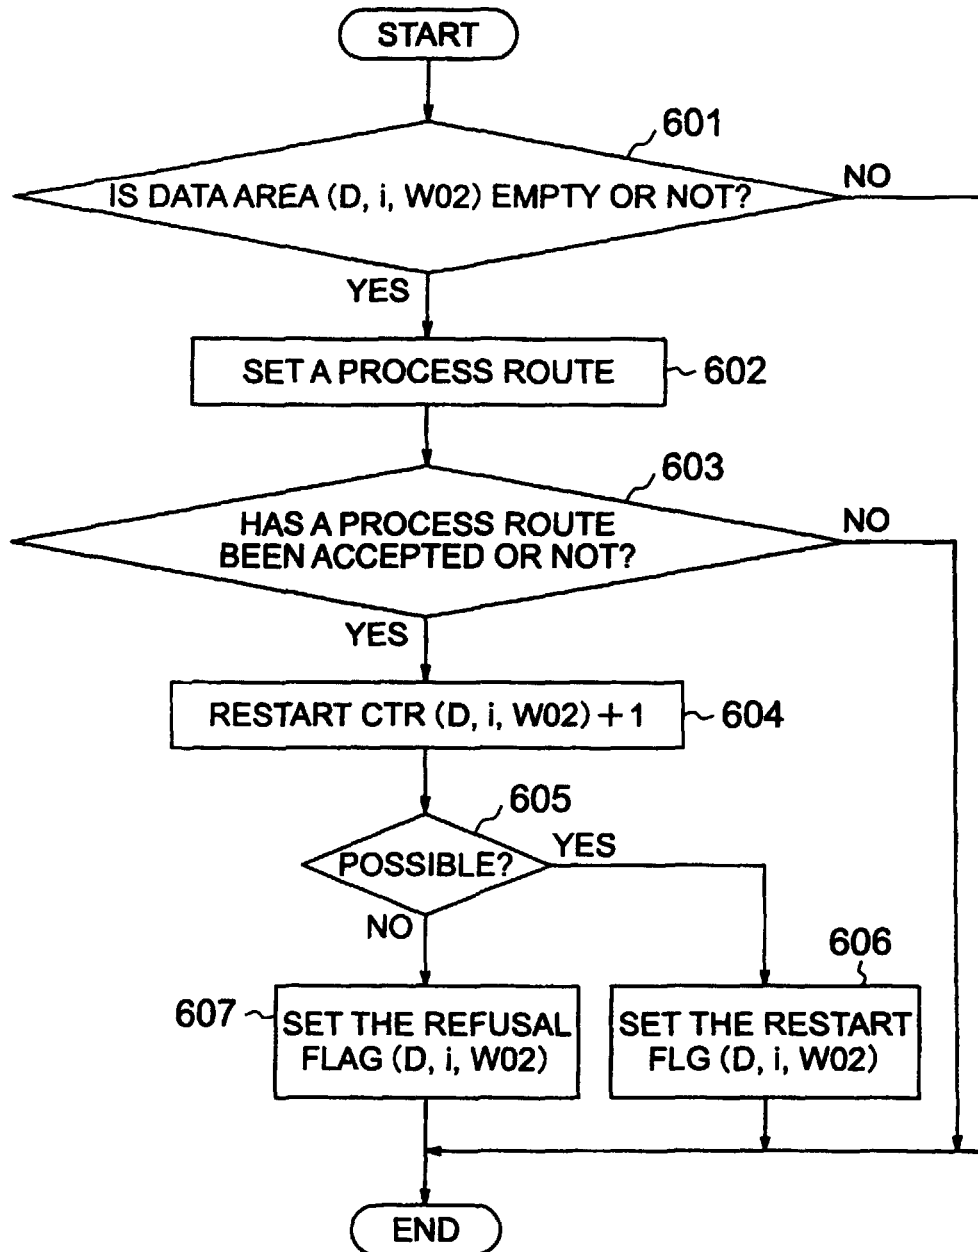 START
601
IS DATA AREA (D, i, W02) EMPTY OR NOT?
NO
YES
SET A PROCESS ROUTE
602
603
HAS A PROCESS ROUTE
BEEN ACCEPTED OR NOT?
NO
YES
RESTART CTR (D, i, W02) + 1
604
605
POSSIBLE?
YES
NO
606
607
SET THE REFUSAL
FLAG (D, i, W02)
SET THE RESTART
FLG (D, i, W02)
END